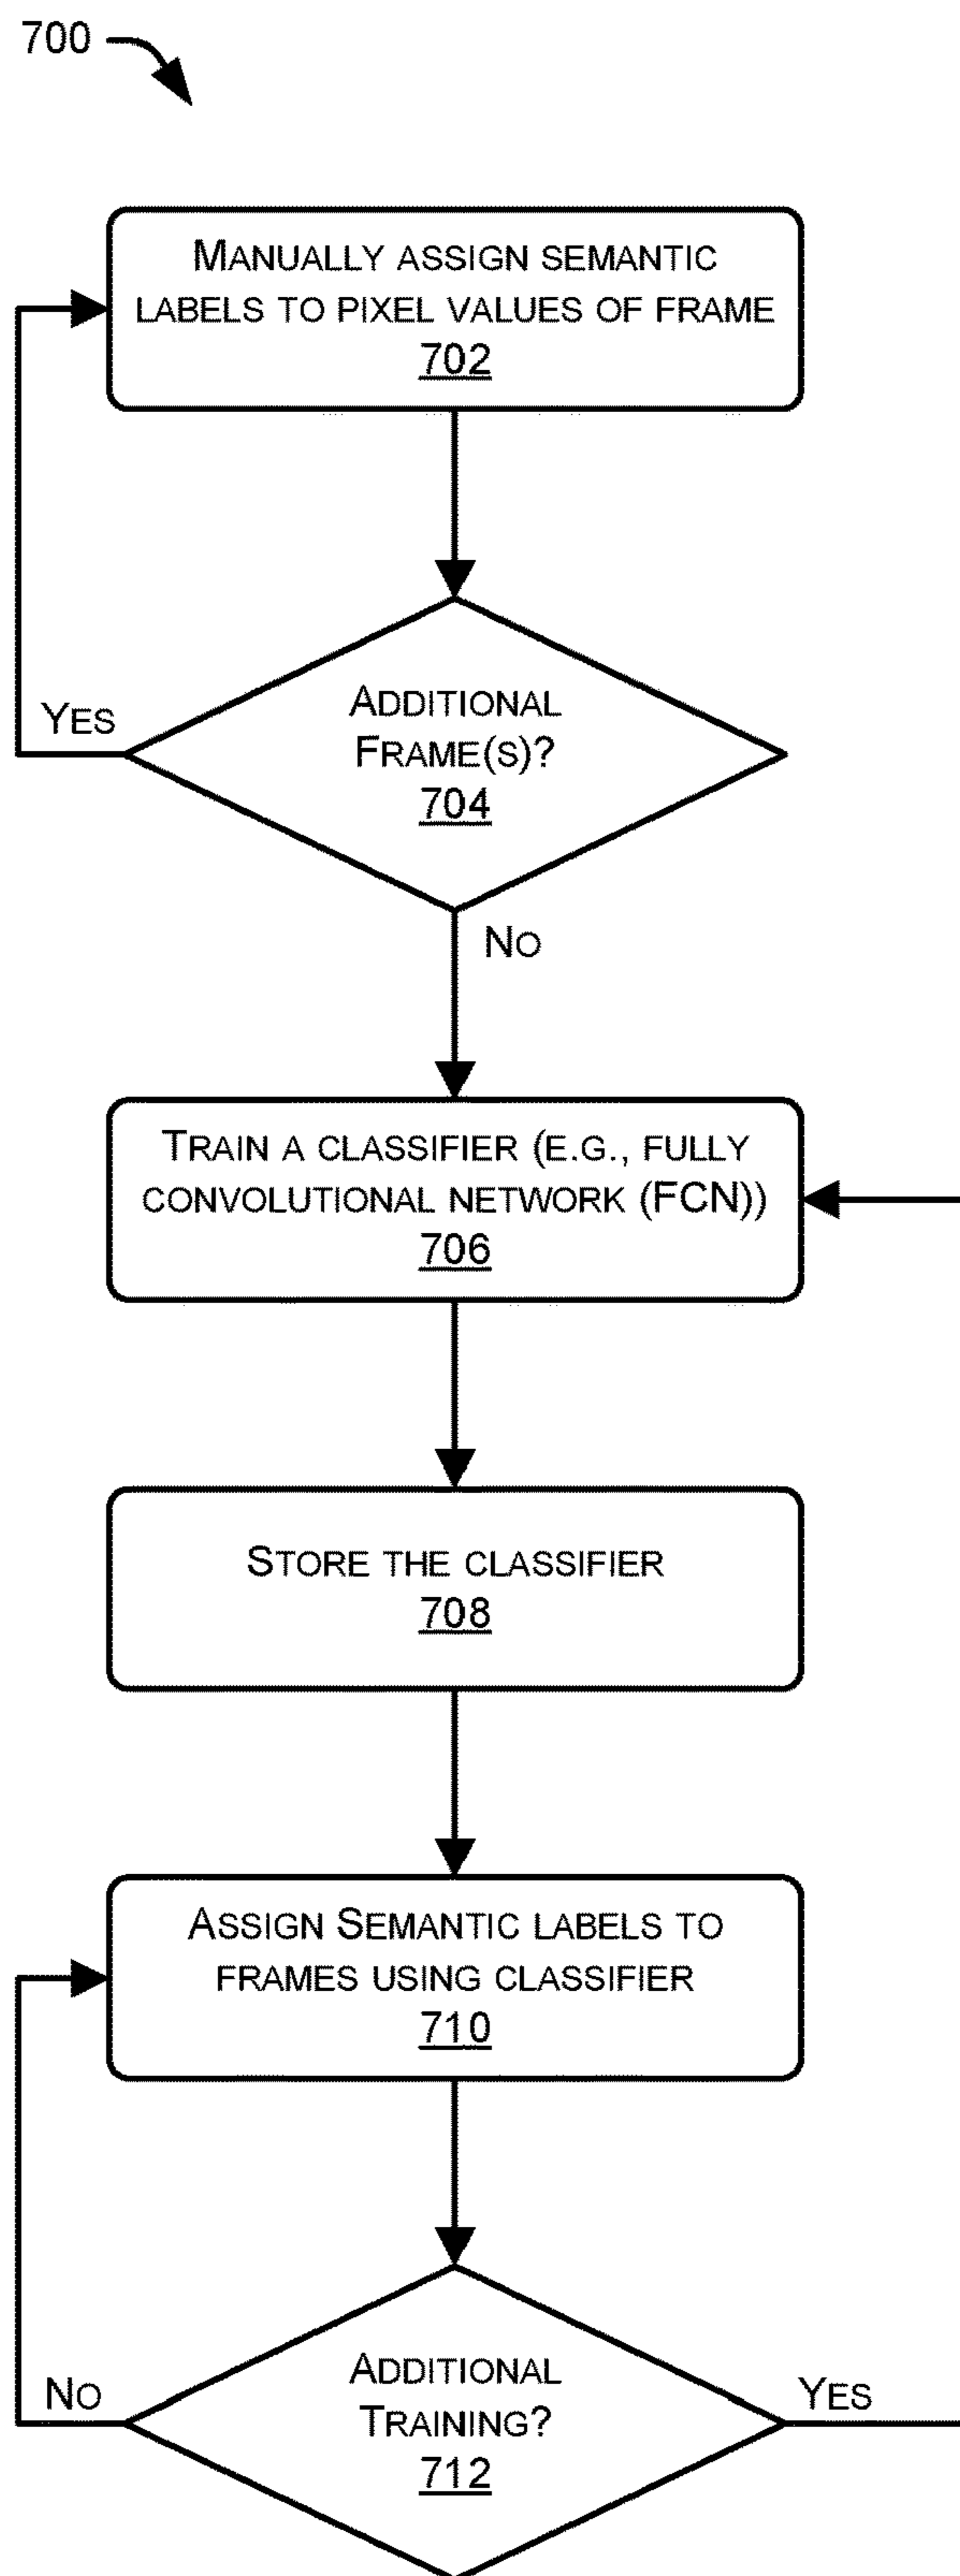 700
MANUALLY ASSIGN SEMANTIC
LABELS TO PIXEL VALUES OF FRAME
702
ADDITIONAL
FRAME(S)?
704
YES
NO
TRAIN A CLASSIFIER (E.G., FULLY
CONVOLUTIONAL NETWORK (FCN))
706
STORE THE CLASSIFIER
708
ASSIGN SEMANTIC LABELS TO
FRAMES USING CLASSIFIER
710
NO
ADDITIONAL
TRAINING?
712
YES